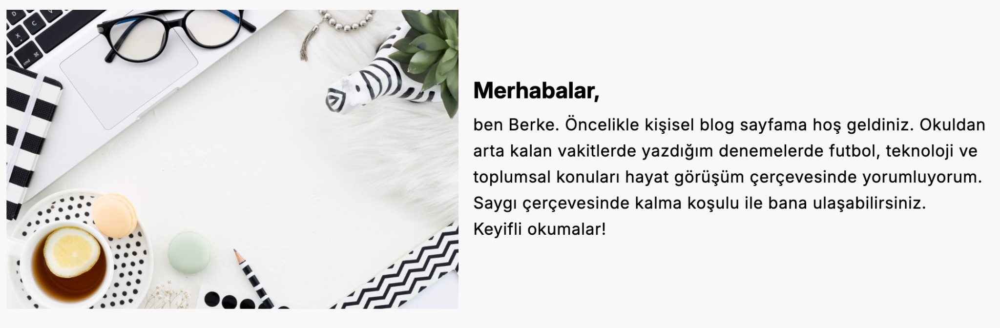 D
C
V
X
cmd ⌘
Merhabalar,
ben Berke. Öncelikle kişisel blog sayfama hoş geldiniz. Okuldan
arta kalan vakitlerde yazdığım denemelerde futbol, teknoloji ve
toplumsal konuları hayat görüşüm çerçevesinde yorumluyorum.
Saygı çerçevesinde kalma koşulu ile bana ulaşabilirsiniz.
Keyifli okumalar!